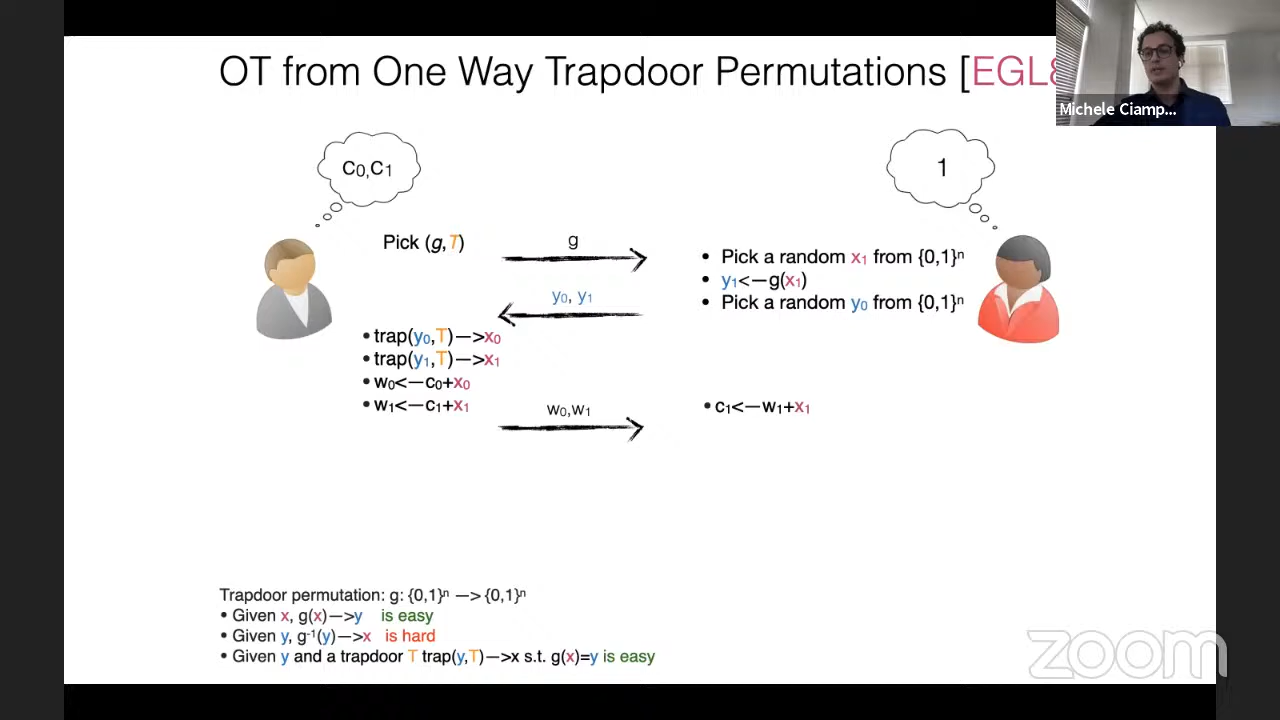 OT from One Way Trapdoor Permutations [EGL
Michele Ciamp...
C₀,C₁
1
Pick (g,T)
g
• Pick a random x₁ from {0,1}ⁿ
• y₁<—g(x₁)
• Pick a random y₀ from {0,1}ⁿ
y₀, y₁
• trap(y₀,T)—>x₀
• trap(y₁,T)—>x₁
• w₀<—c₀+x₀
• w₁<—c₁+x₁
w₀,w₁
• c₁<—w₁+x₁
Trapdoor permutation: g: {0,1}ⁿ —> {0,1}ⁿ
• Given x, g(x)—>y is easy
• Given y, g⁻¹(y)—>x is hard
• Given y and a trapdoor T trap(y,T)—>x s.t. g(x)=y is easy
zoom